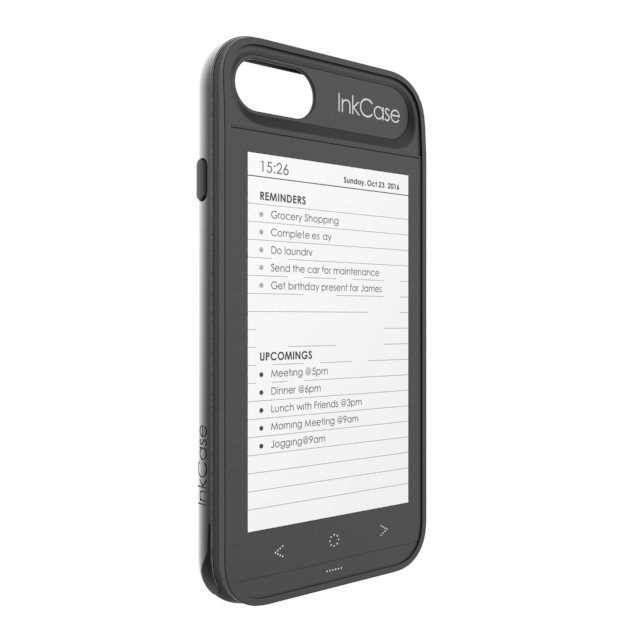 InkCase
15:26
Sunday, Oct 23 2016
REMINDERS
Grocery Shopping
Complete es ay
Do laundry
Send the car for maintenance
Get birthday present for James
UPCOMINGS
Meeting @5pm
Dinner @6pm
Lunch with Friends @3pm
Morning Meeting @9am
Jogging@9am
InkCase